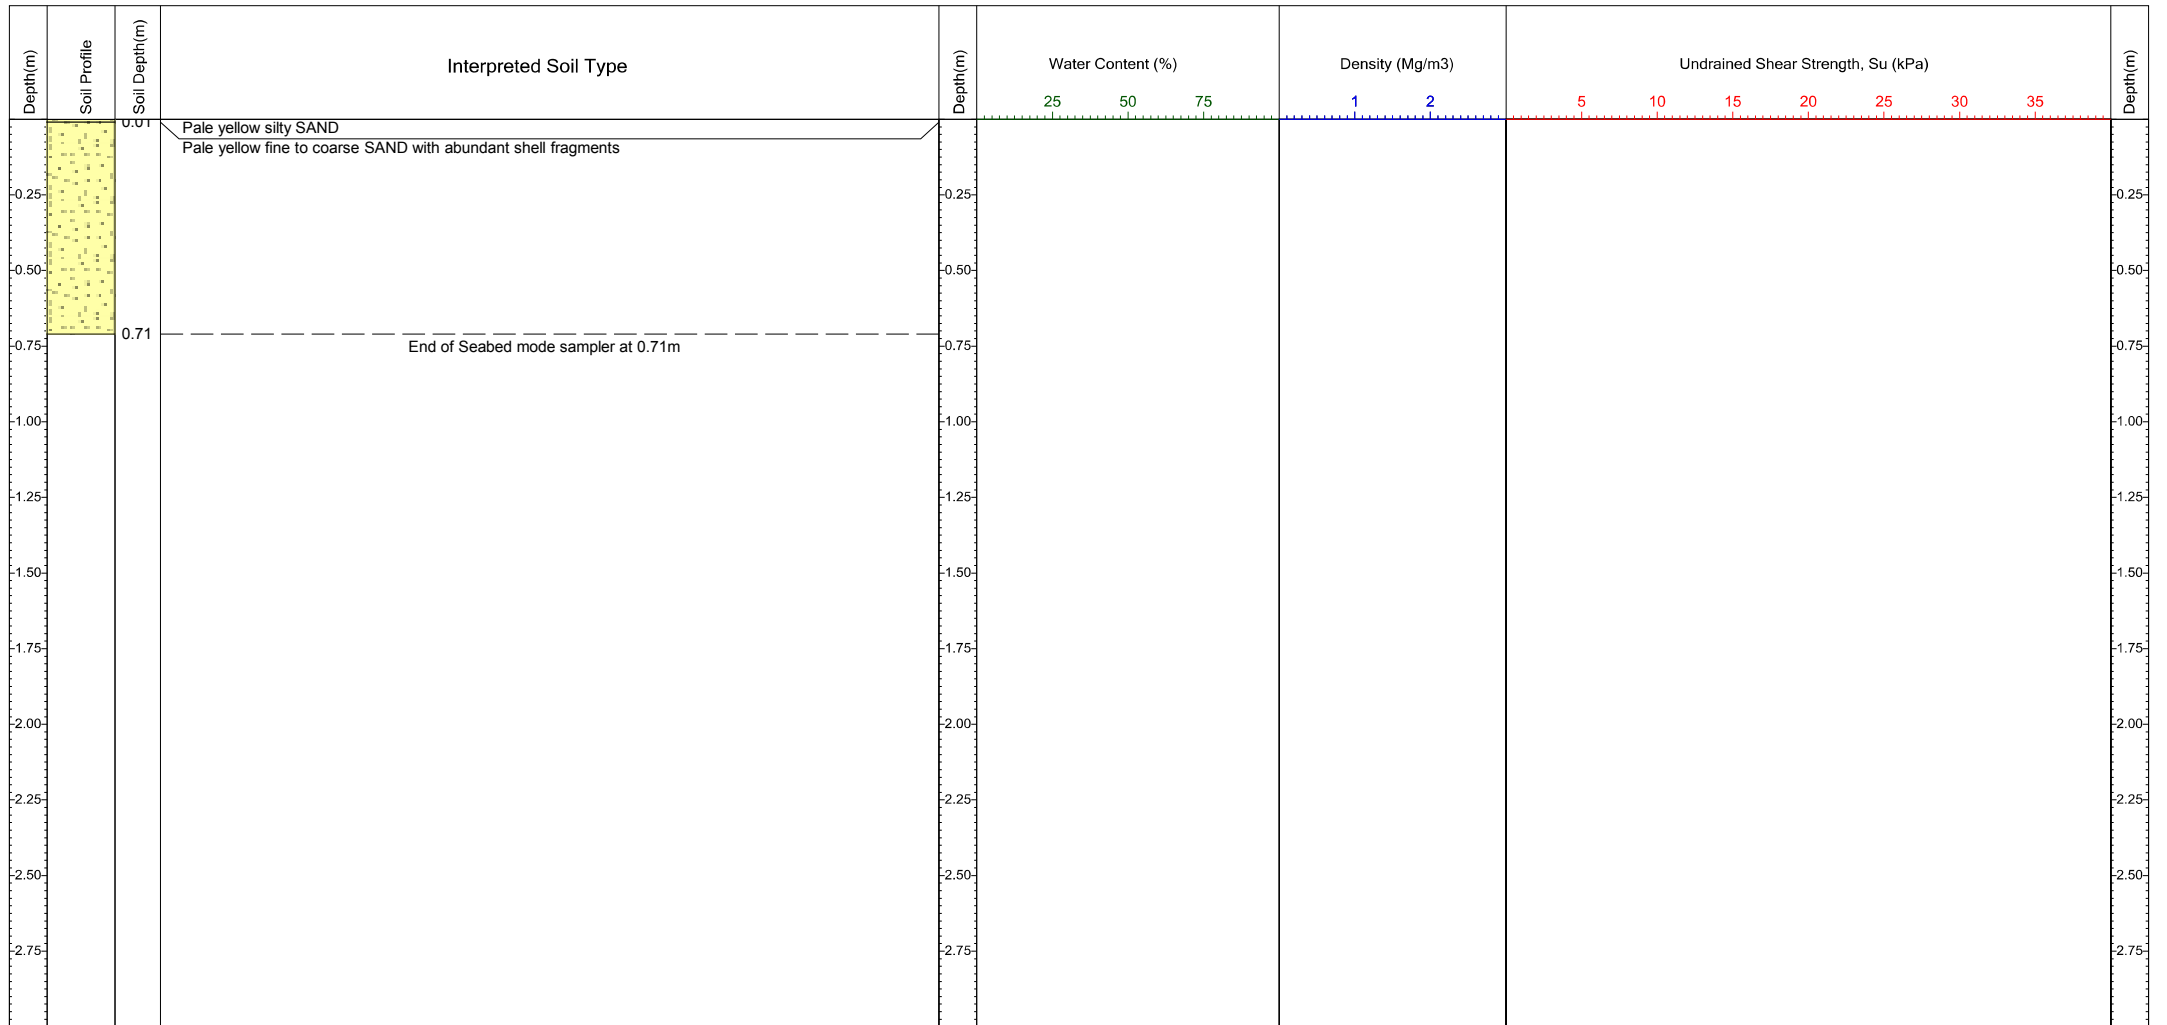 Depth(m)
Soil Profile
Soil Depth(m)
Interpreted Soil Type
Depth(m)
Water Content (%)
25 50 75
Density (Mg/m3)
1 2
Undrained Shear Strength, Su (kPa)
5 10 15 20 25 30 35
Depth(m)
0.01
Pale yellow silty SAND
Pale yellow fine to coarse SAND with abundant shell fragments
0.25 0.25 0.25
0.50 0.50 0.50
0.71
End of Seabed mode sampler at 0.71m
0.75 0.75 0.75
1.00 1.00 1.00
1.25 1.25 1.25
1.50 1.50 1.50
1.75 1.75 1.75
2.00 2.00 2.00
2.25 2.25 2.25
2.50 2.50 2.50
2.75 2.75 2.75